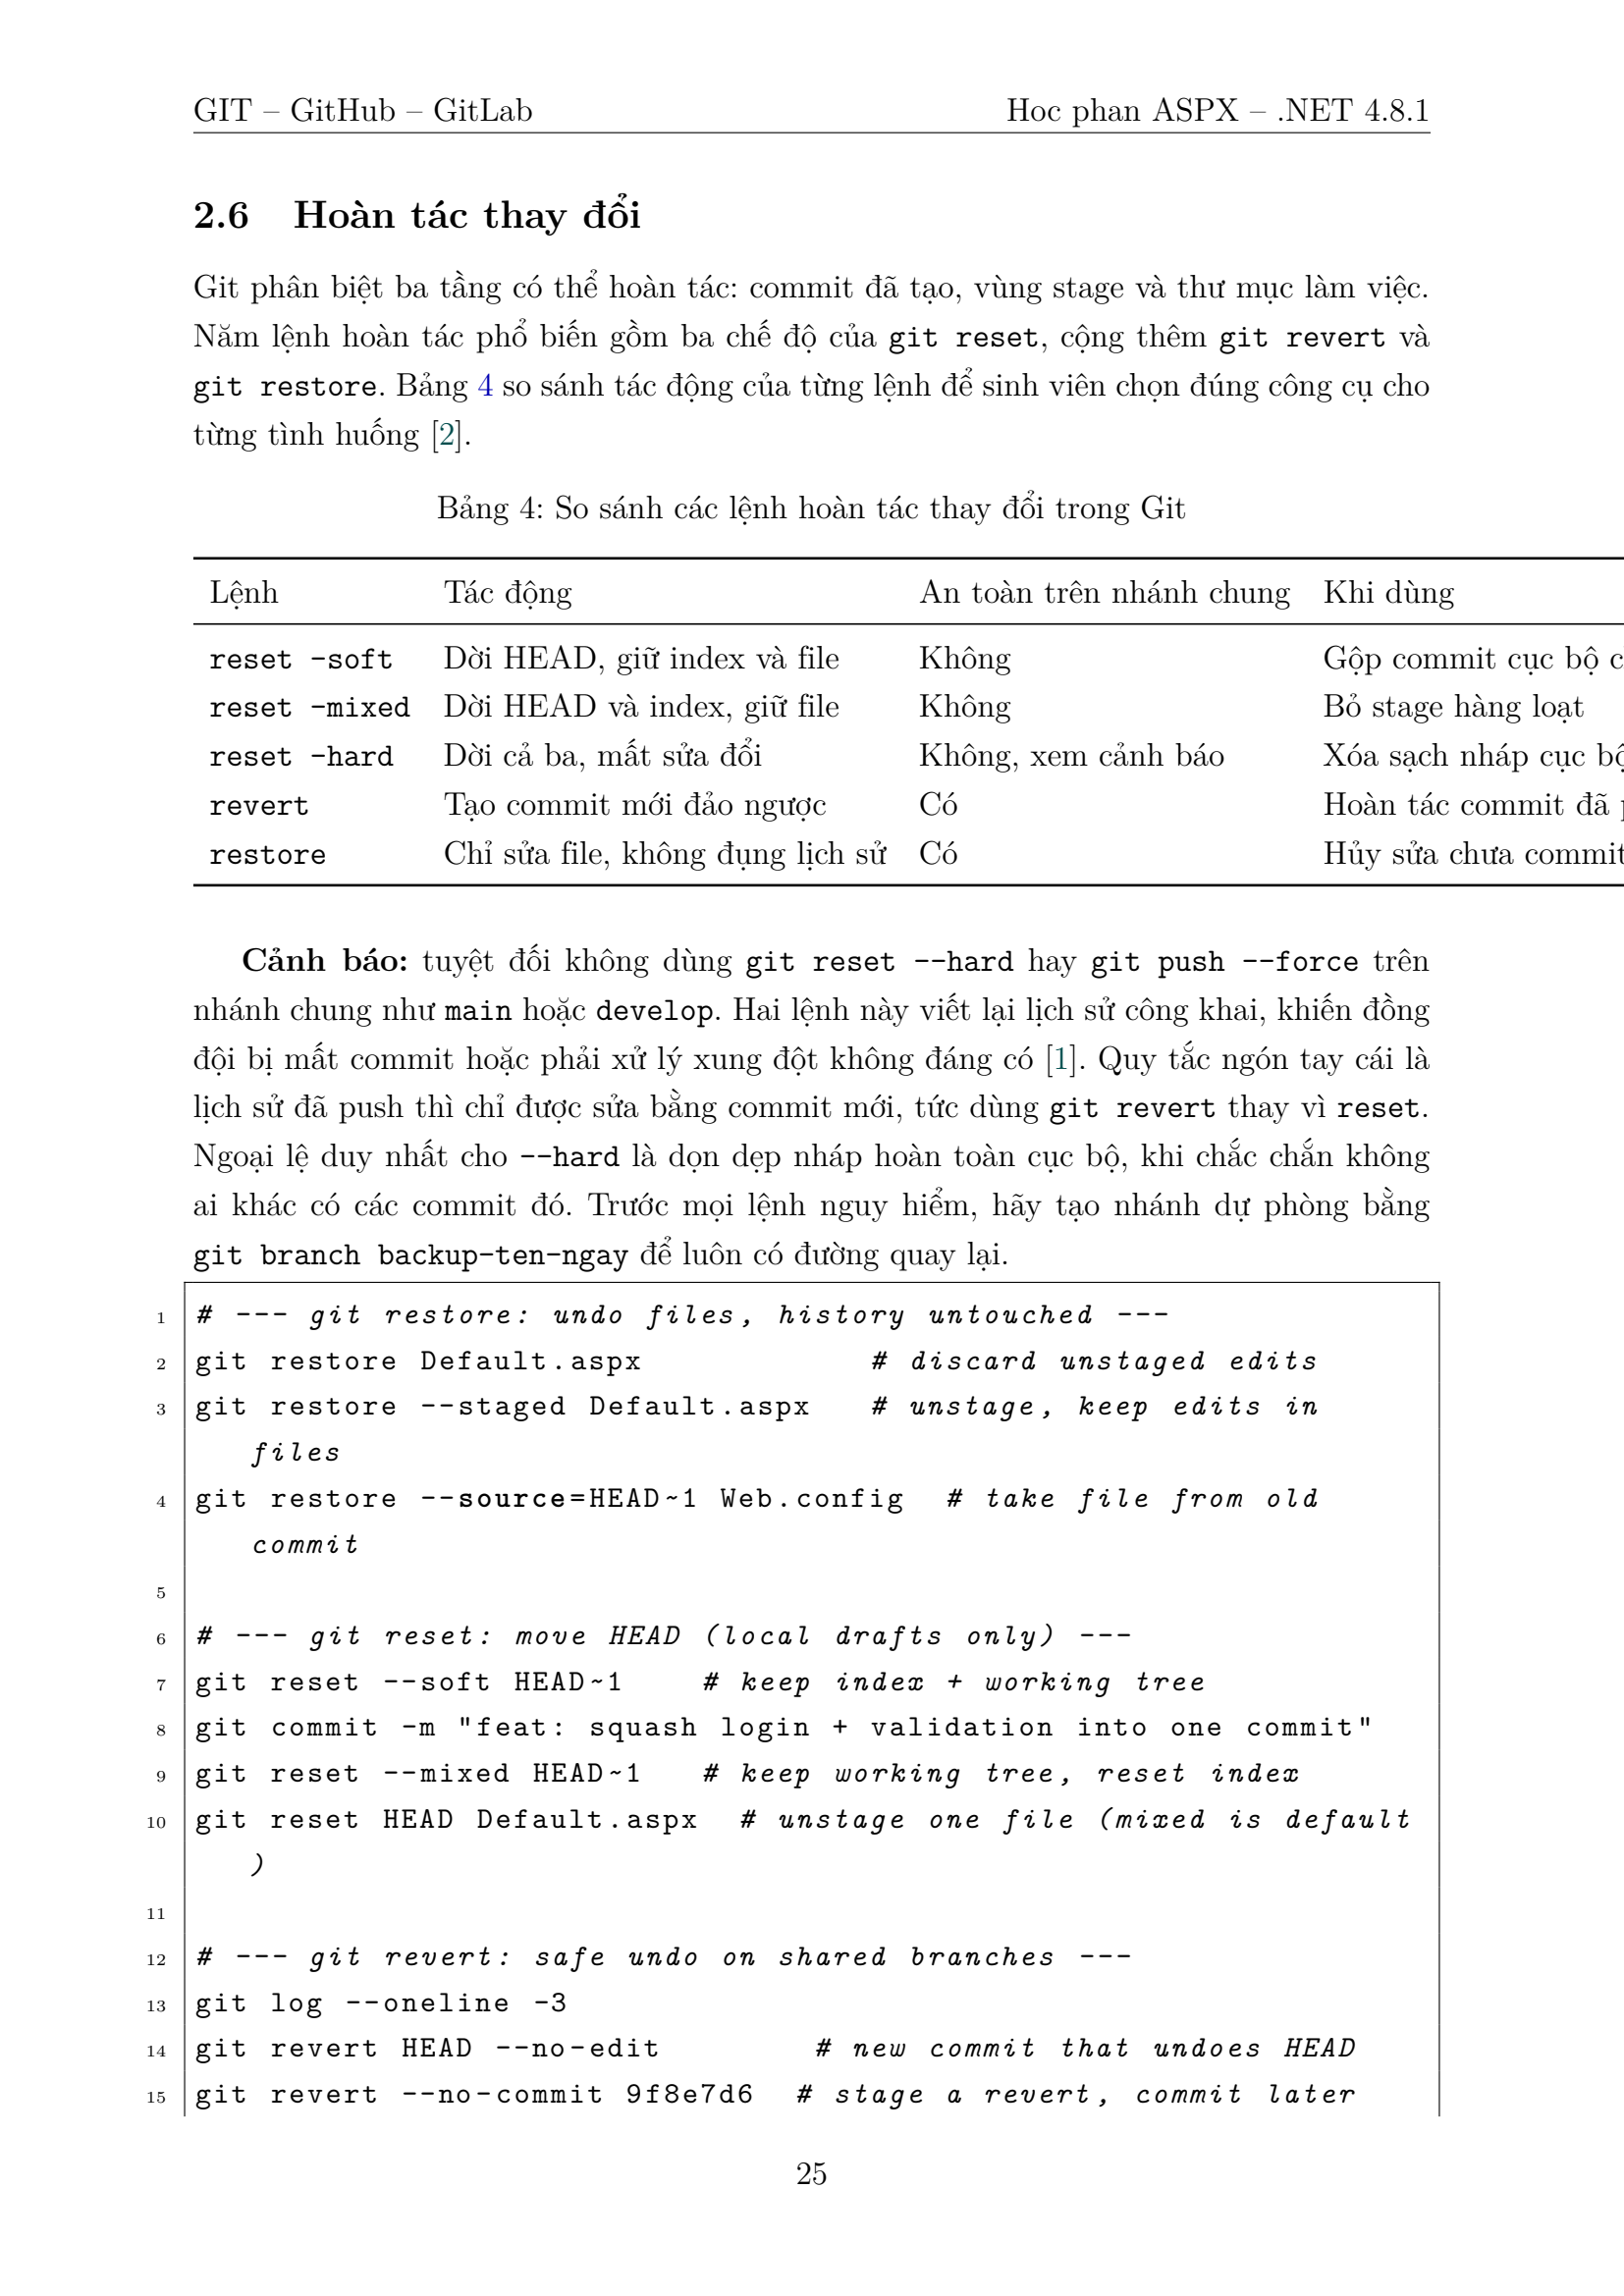 GIT – GitHub – GitLab Hoc phan ASPX – .NET 4.8.1
2.6 Hoàn tác thay đổi
Git phân biệt ba tầng có thể hoàn tác: commit đã tạo, vùng stage và thư mục làm việc.
Năm lệnh hoàn tác phổ biến gồm ba chế độ của git reset, cộng thêm git revert và
git restore. Bảng 4 so sánh tác động của từng lệnh để sinh viên chọn đúng công cụ cho
từng tình huống [2].
Bảng 4: So sánh các lệnh hoàn tác thay đổi trong Git
Lệnh Tác động An toàn trên nhánh chung Khi dùng
reset –soft Dời HEAD, giữ index và file Không Gộp commit cục bộ
reset –mixed Dời HEAD và index, giữ file Không Bỏ stage hàng loạt
reset –hard Dời cả ba, mất sửa đổi Không, xem cảnh báo Xóa sạch nháp cục bộ
revert Tạo commit mới đảo ngược Có Hoàn tác commit đã
restore Chỉ sửa file, không đụng lịch sử Có Hủy sửa chưa commit
Cảnh báo: tuyệt đối không dùng git reset --hard hay git push --force trên
nhánh chung như main hoặc develop. Hai lệnh này viết lại lịch sử công khai, khiến đồng
đội bị mất commit hoặc phải xử lý xung đột không đáng có [1]. Quy tắc ngón tay cái là
lịch sử đã push thì chỉ được sửa bằng commit mới, tức dùng git revert thay vì reset.
Ngoại lệ duy nhất cho --hard là dọn dẹp nháp hoàn toàn cục bộ, khi chắc chắn không
ai khác có các commit đó. Trước mọi lệnh nguy hiểm, hãy tạo nhánh dự phòng bằng
git branch backup-ten-ngay để luôn có đường quay lại.
1 # --- git restore: undo files, history untouched ---
2 git restore Default.aspx # discard unstaged edits
3 git restore --staged Default.aspx # unstage, keep edits in
files
4 git restore --source=HEAD~1 Web.config # take file from old
commit
5
6 # --- git reset: move HEAD (local drafts only) ---
7 git reset --soft HEAD~1 # keep index + working tree
8 git commit -m "feat: squash login + validation into one commit"
9 git reset --mixed HEAD~1 # keep working tree, reset index
10 git reset HEAD Default.aspx # unstage one file (mixed is default
)
11
12 # --- git revert: safe undo on shared branches ---
13 git log --oneline -3
14 git revert HEAD --no-edit # new commit that undoes HEAD
15 git revert --no-commit 9f8e7d6 # stage a revert, commit later
25